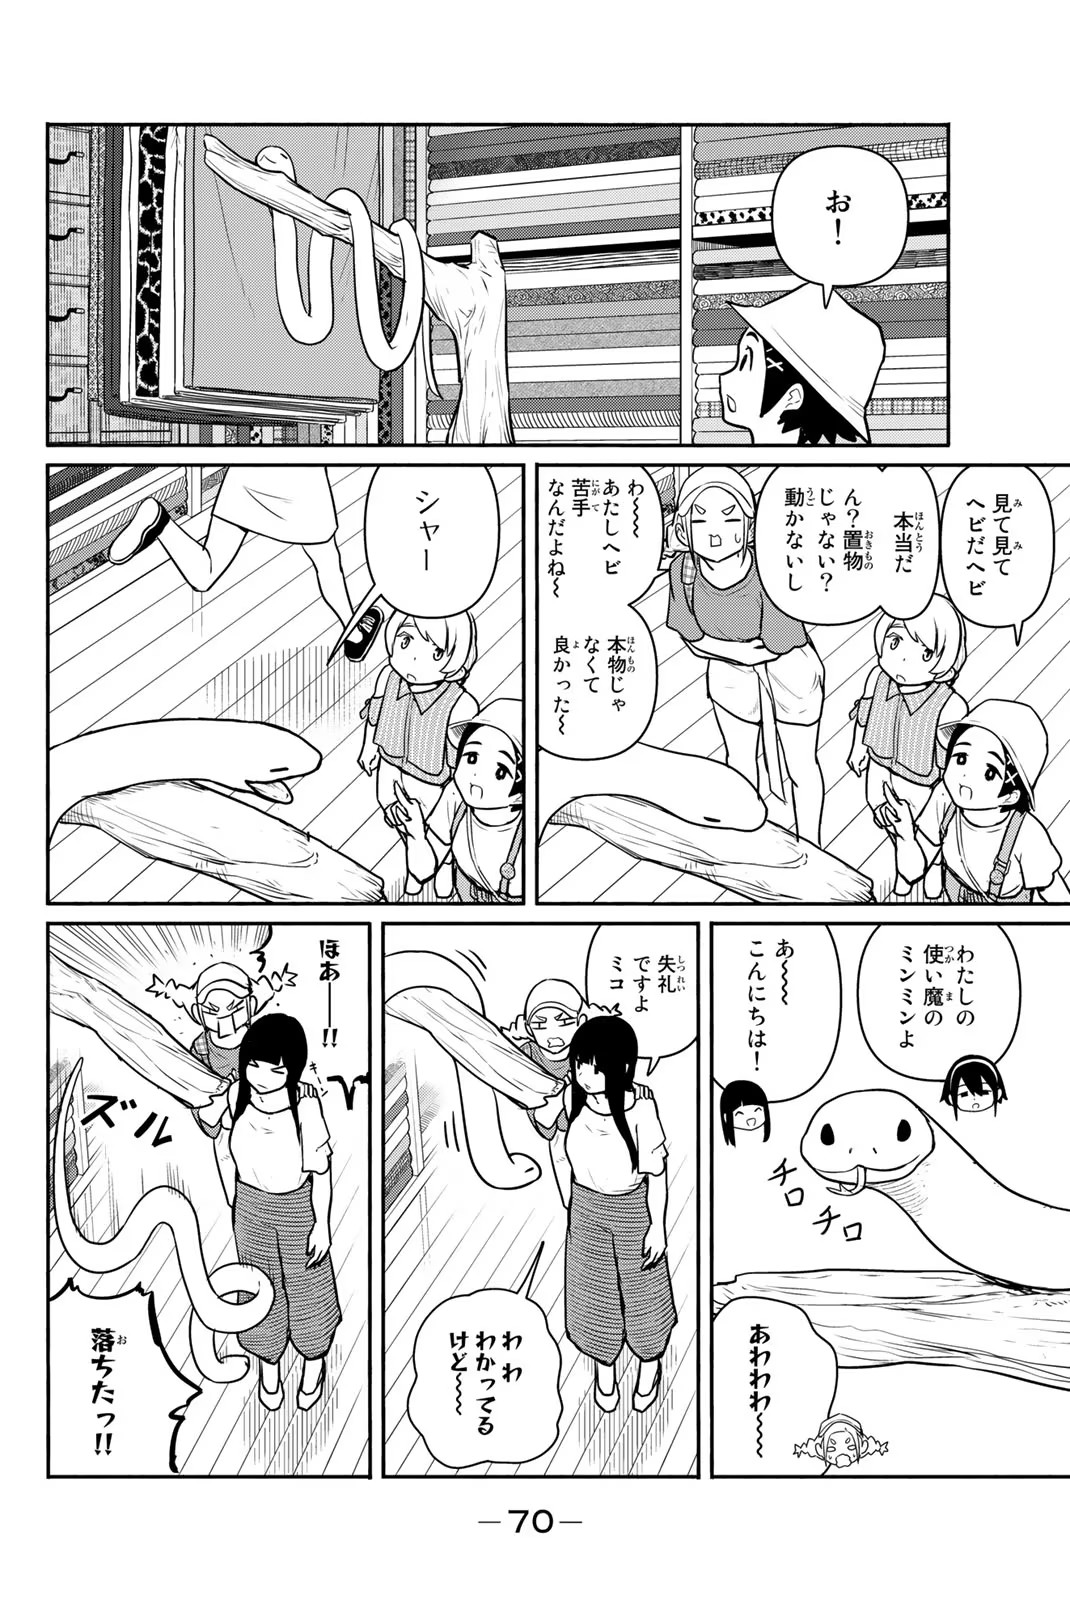 お！
見て見て
ヘビだヘビ
本当だ
ん？置物
じゃない？
動かないし
わ〜〜
あたしヘビ
苦手
なんだよね〜
本物じゃ
なくて
良かった〜
シャー
わたしの
使い魔の
ミンミンよ
あ〜〜
こんにちは！
チロ
チロ
あわわわ〜
失礼
ですよ
ミコ
わわ
わかってる
けど〜〜
ほあーー!!
キーン
ズル
落ちたっ!!
—70—